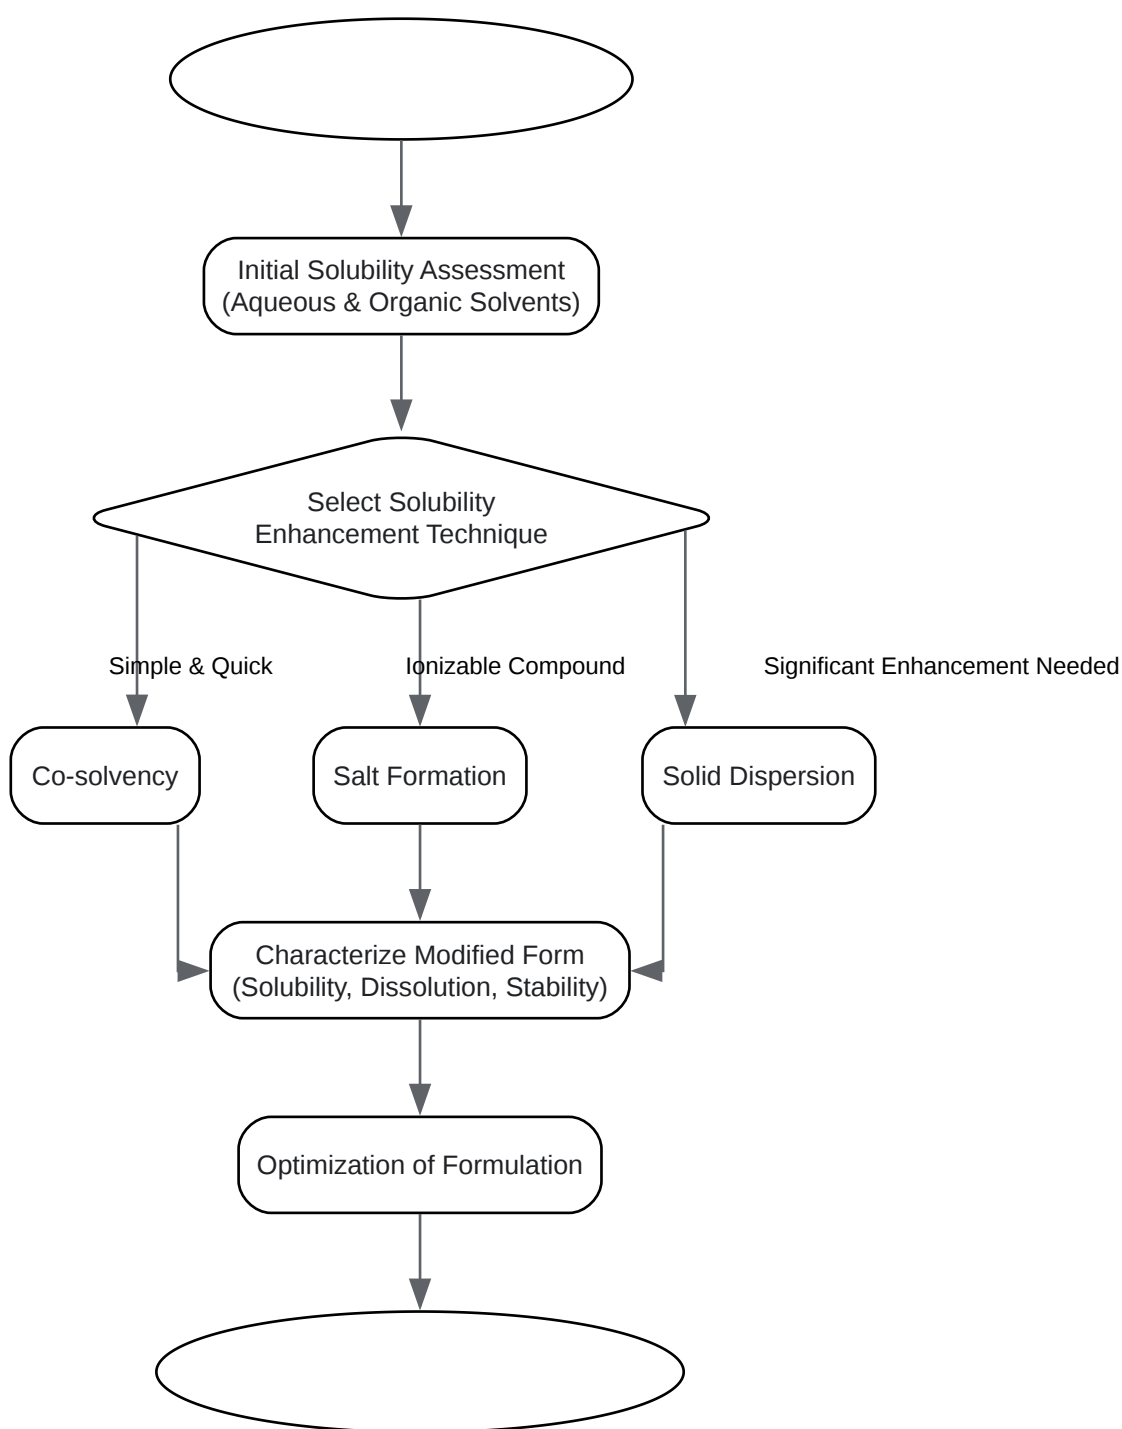 Initial Solubility Assessment
(Aqueous & Organic Solvents)
Select Solubility
Enhancement Technique
Simple & Quick
Ionizable Compound
Significant Enhancement Needed
Co-solvency
Salt Formation
Solid Dispersion
Characterize Modified Form
(Solubility, Dissolution, Stability)
Optimization of Formulation